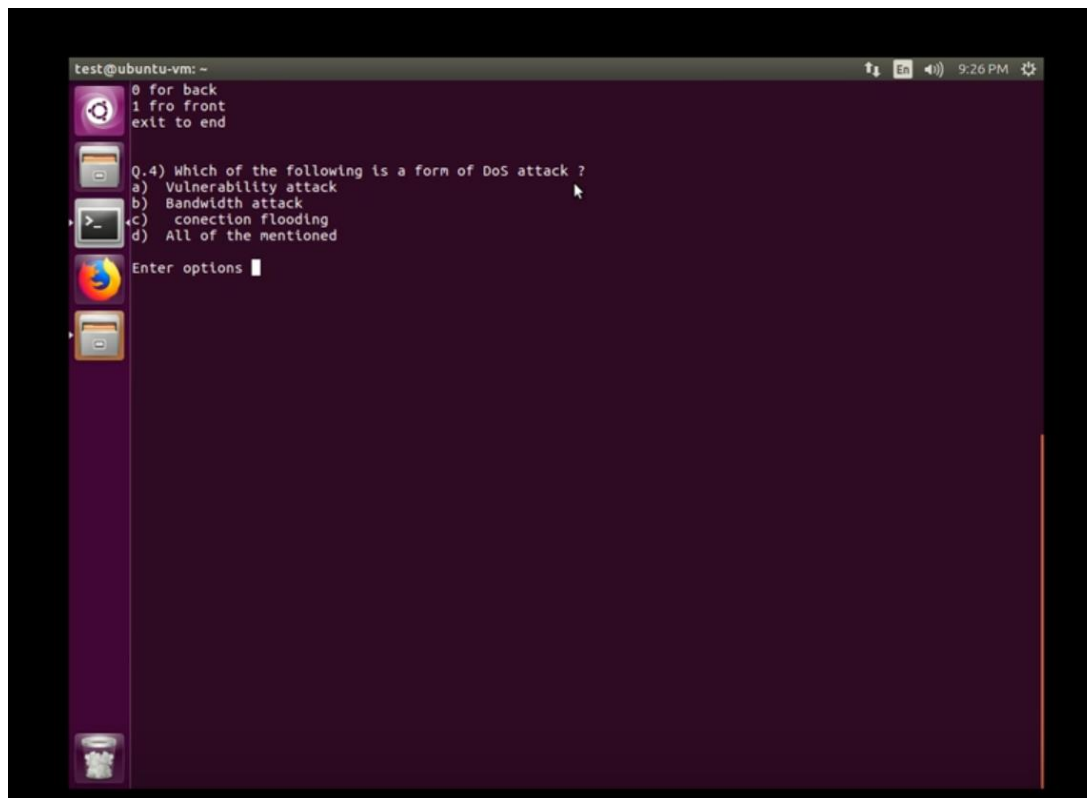 test@ubuntu-vm: ~
En
9:26 PM
0 for back
1 fro front
exit to end
Q.4) Which of the following is a form of DoS attack ?
a)  Vulnerability attack
b)  Bandwidth attack
c)   conection flooding
d)  All of the mentioned
Enter options